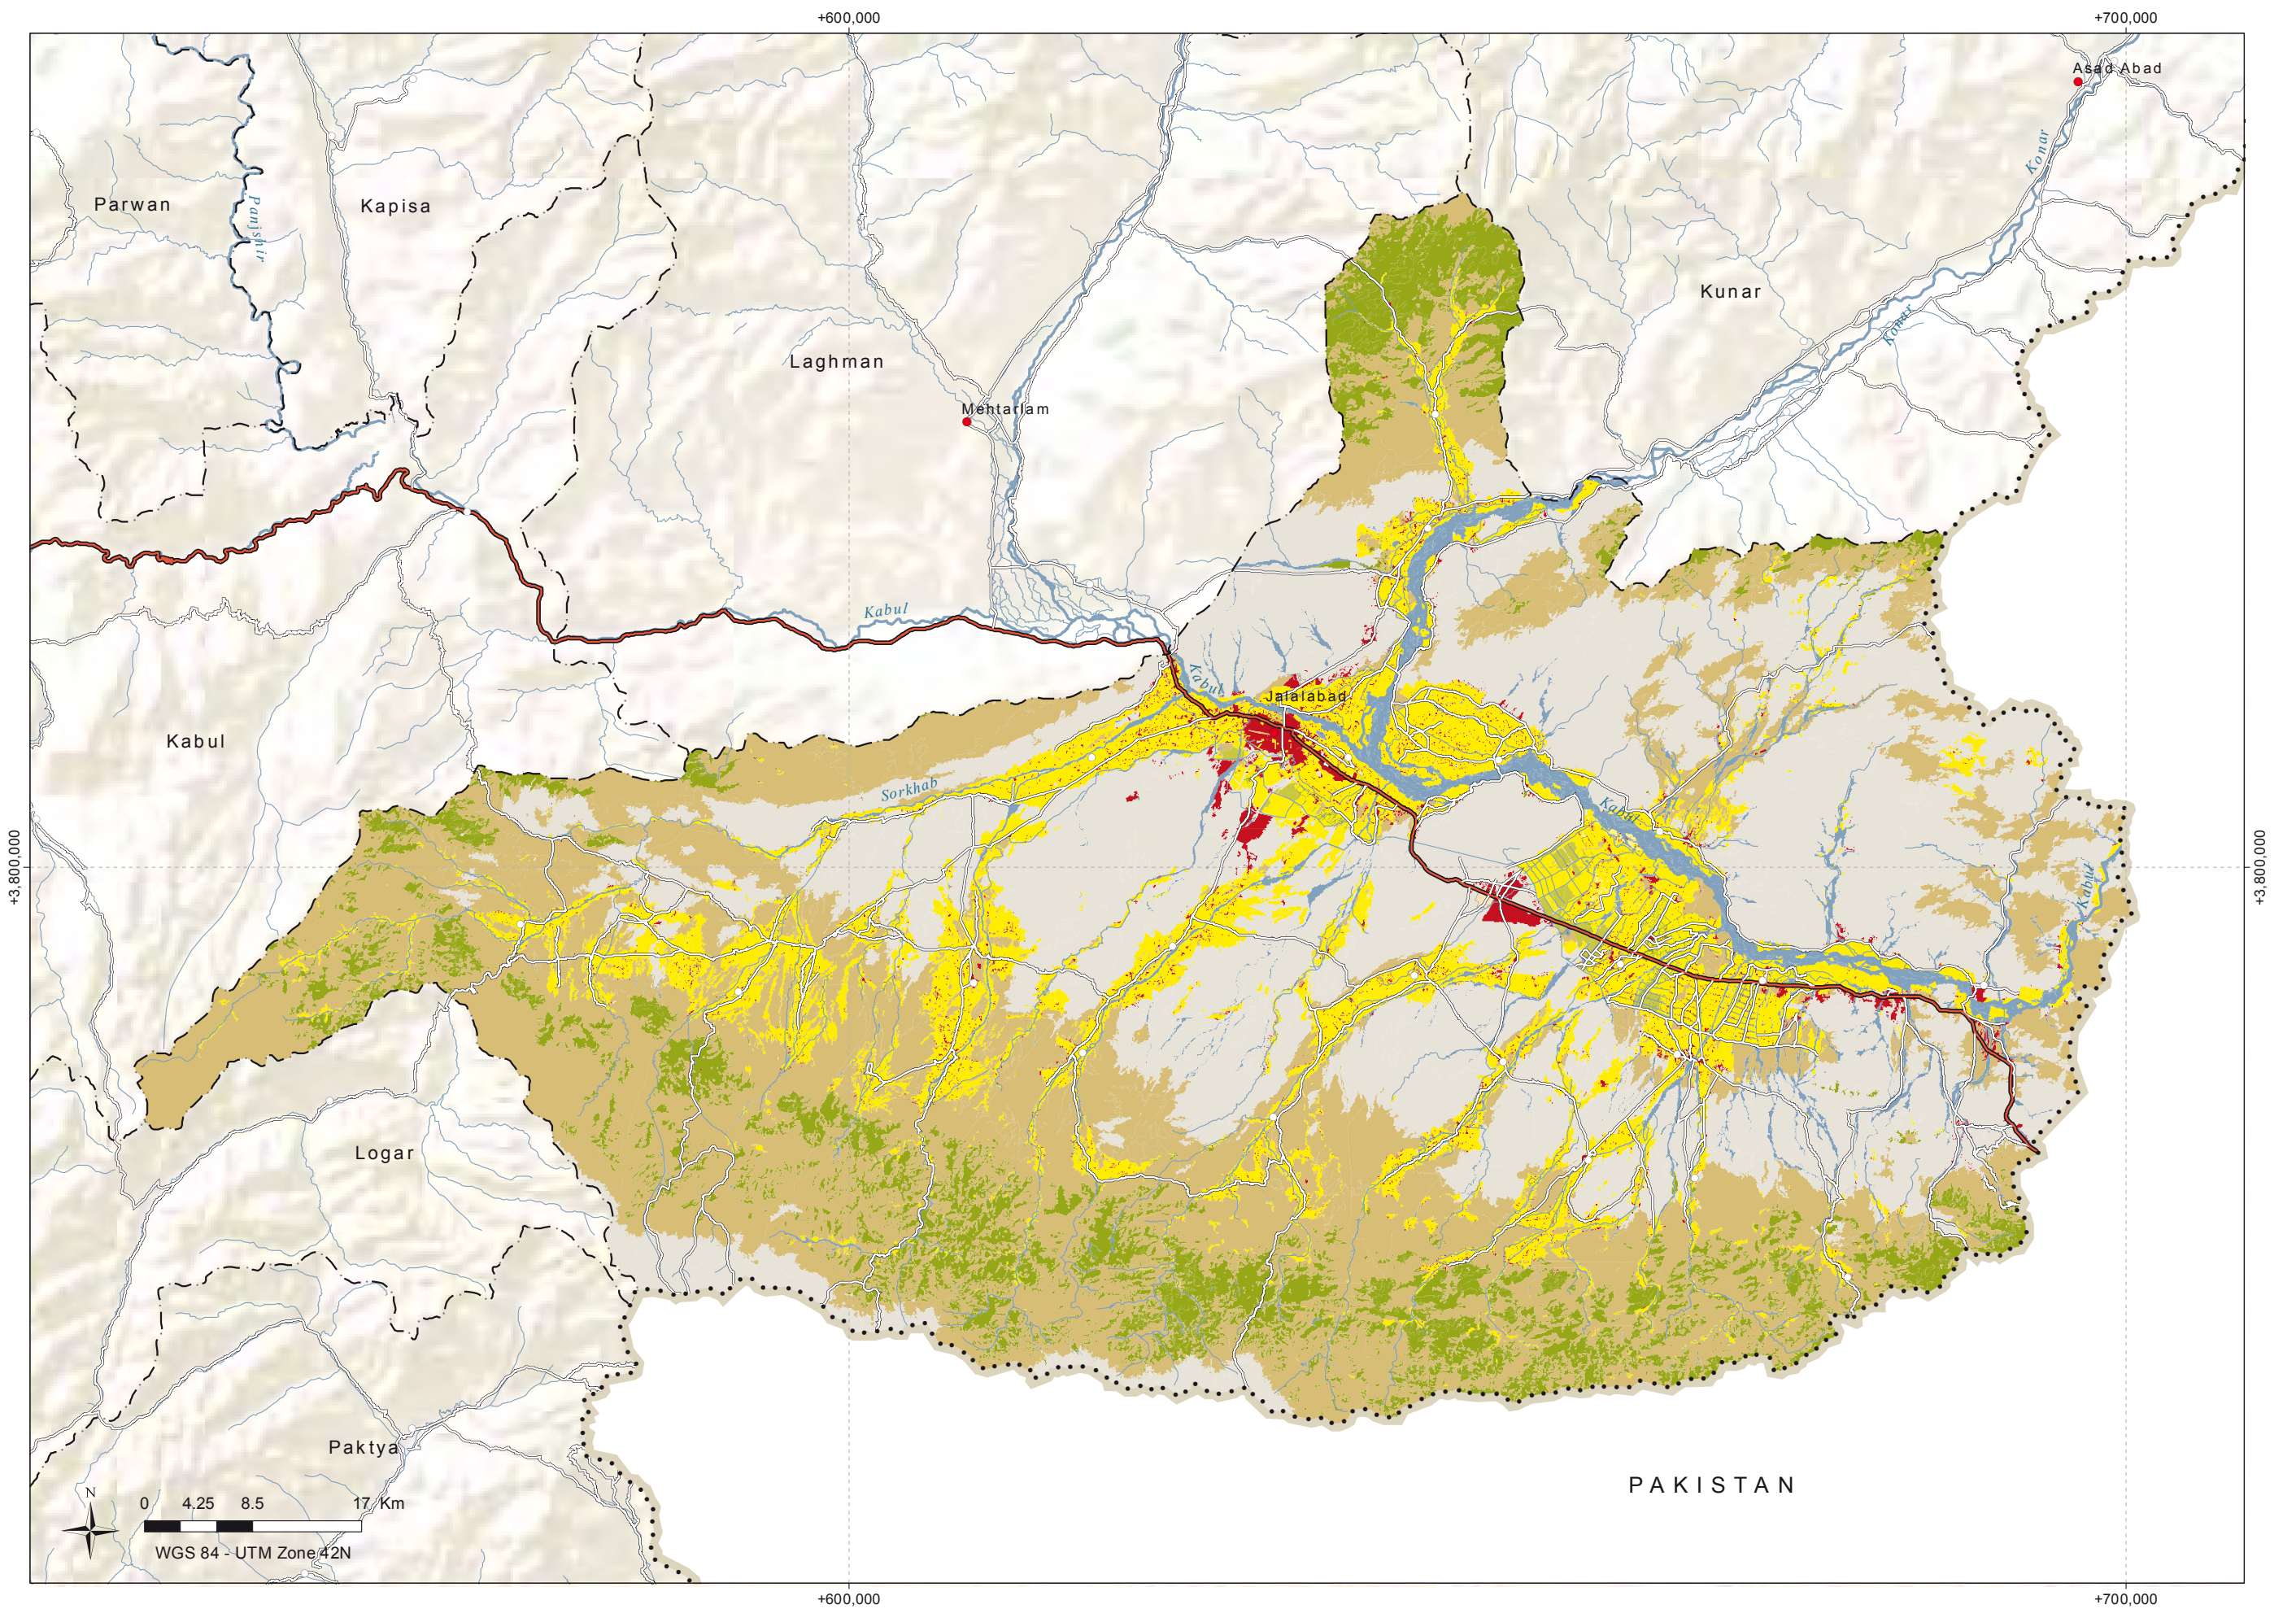 +600,000
+700,000
Asad Abad
Konar
Parwan
Panjshir
Kapisa
Kunar
Konar
Laghman
Mehtarlam
Kabul
Kabul
Jalalabad
Kabul
Sorkhab
Kabul
+3,800,000
+3,800,000
Kabul
Logar
Paktya
PAKISTAN
N
0 4.25 8.5 17 Km
WGS 84 - UTM Zone 42N
+600,000
+700,000